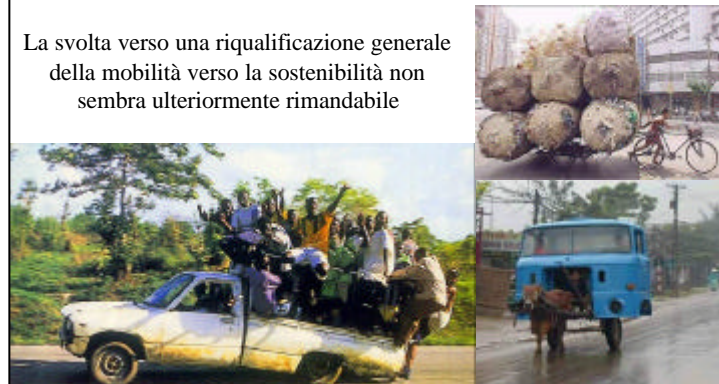 La svolta verso una riqualificazione generale
della mobilità verso la sostenibilità non
sembra ulteriormente rimandabile